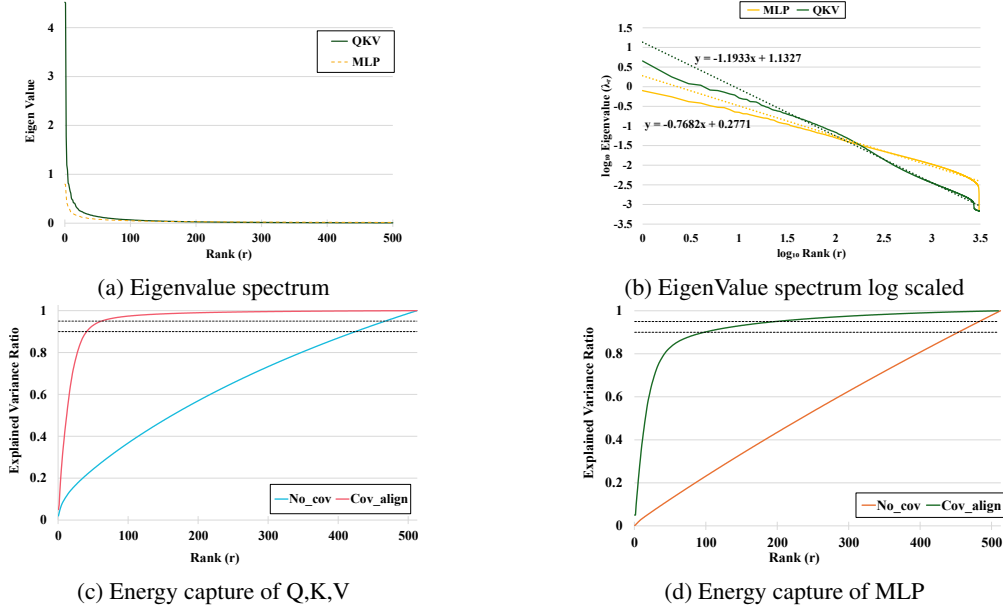 4
3
2
1
0
Eigen Value
QKV
MLP
0 100 200 300 400 500
Rank (r)
(a) Eigenvalue spectrum
MLP QKV
1.5
1
0.5
0
-0.5
-1
-1.5
-2
-2.5
-3
-3.5
log₁₀ Eigenvalue (λᵣ)
y = -1.1933x + 1.1327
y = -0.7682x + 0.2771
0 0.5 1 1.5 2 2.5 3 3.5
log₁₀ Rank (r)
(b) EigenValue spectrum log scaled
1
0.8
0.6
0.4
0.2
0
Explained Variance Ratio
No_cov Cov_align
0 100 200 300 400 500
Rank (r)
(c) Energy capture of Q,K,V
1
0.8
0.6
0.4
0.2
0
Explained Variance Ratio
No_cov Cov_align
0 100 200 300 400 500
Rank (r)
(d) Energy capture of MLP